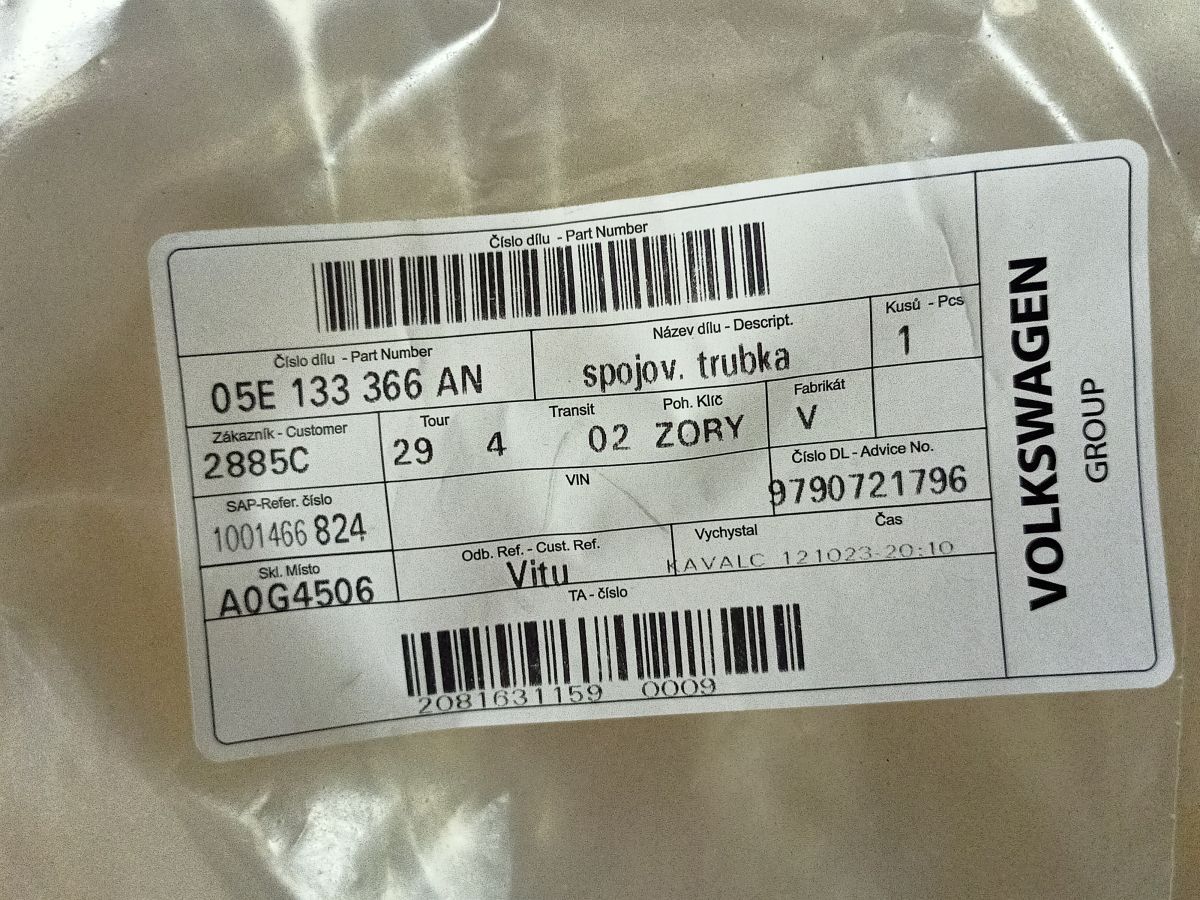 Číslo dílu - Part Number
Číslo dílu - Part Number
05E 133 366 AN
Název dílu - Descript.
spojov. trubka
Kusů - Pcs
1
Zákazník - Customer
2885C
Tour
29 4
Transit
02
Poh. Klíč
ZORY
Fabrikát
V
SAP-Refer. číslo
1001466 824
VIN
Číslo DL - Advice No.
9790721796
Skl. Místo
A0G4506
Odb. Ref. - Cust. Ref.
Vitu
Vychystal
Čas
KAVALC 121023-20:10
TA - číslo
2081631159 0009
VOLKSWAGEN
GROUP